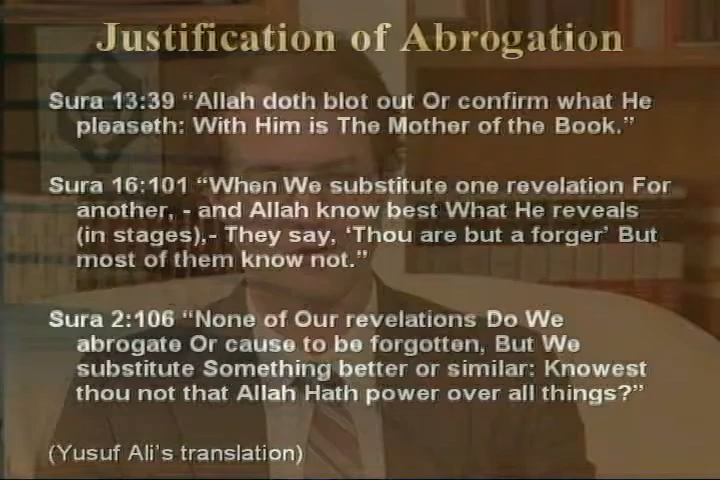 Justification of Abrogation
Sura 13:39 “Allah doth blot out Or confirm what He
pleaseth: With Him is The Mother of the Book.”
Sura 16:101 “When We substitute one revelation For
another, - and Allah know best What He reveals
(in stages),- They say, ‘Thou are but a forger’ But
most of them know not.”
Sura 2:106 “None of Our revelations Do We
abrogate Or cause to be forgotten, But We
substitute Something better or similar: Knowest
thou not that Allah Hath power over all things?”
(Yusuf Ali’s translation)